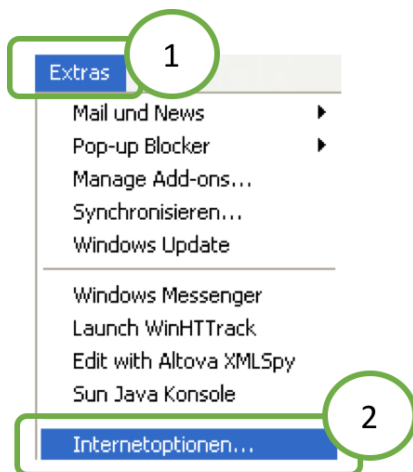 1
Extras
Mail und News
Pop-up Blocker
Manage Add-ons...
Synchronisieren...
Windows Update
Windows Messenger
Launch WinHTTrack
Edit with Altova XMLSpy
Sun Java Konsole
2
Internetoptionen...